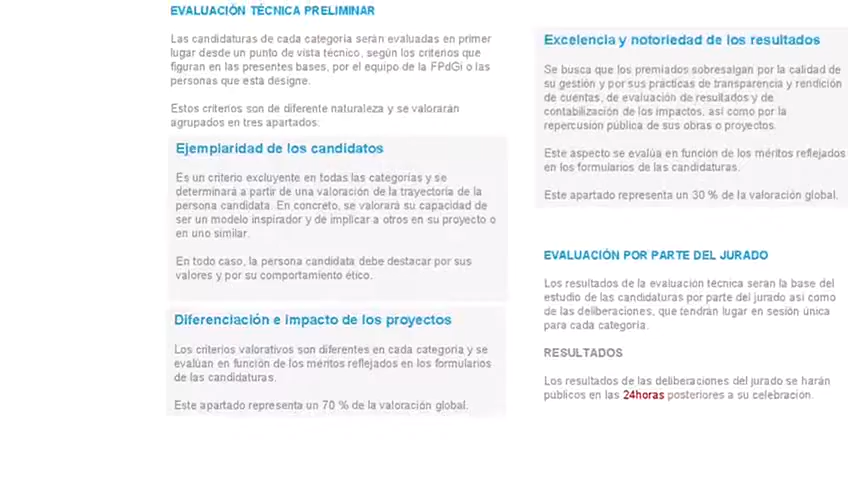 EVALUACIÓN TÉCNICA PRELIMINAR
Las candidaturas de cada categoría serán evaluadas en primer
lugar desde un punto de vista técnico, según los criterios que
figuran en las presentes bases, por el equipo de la FPdGi o las
personas que esta designe.
Estos criterios son de diferente naturaleza y se valorarán
agrupados en tres apartados:
Ejemplaridad de los candidatos
Es un criterio excluyente en todas las categorías y se
determinará a partir de una valoración de la trayectoria de la
persona candidata. En concreto, se valorará su capacidad de
ser un modelo inspirador y de implicar a otros en su proyecto o
en uno similar.
En todo caso, la persona candidata debe destacar por sus
valores y por su comportamiento ético.
Diferenciación e impacto de los proyectos
Los criterios valorativos son diferentes en cada categoría y se
evalúan en función de los méritos reflejados en los formularios
de las candidaturas.
Este apartado representa un 70 % de la valoración global.
Excelencia y notoriedad de los resultados
Se busca que los premiados sobresalgan por la calidad de
su gestión y por sus prácticas de transparencia y rendición
de cuentas, de evaluación de resultados y de
contabilización de los impactos, así como por la
repercusión pública de sus obras o proyectos.
Este aspecto se evalúa en función de los méritos reflejados
en los formularios de las candidaturas.
Este apartado representa un 30 % de la valoración global.
EVALUACIÓN POR PARTE DEL JURADO
Los resultados de la evaluación técnica serán la base del
estudio de las candidaturas por parte del jurado así como
de las deliberaciones, que tendrán lugar en sesión única
para cada categoría.
RESULTADOS
Los resultados de las deliberaciones del jurado se harán
públicos en las 24horas posteriores a su celebración.